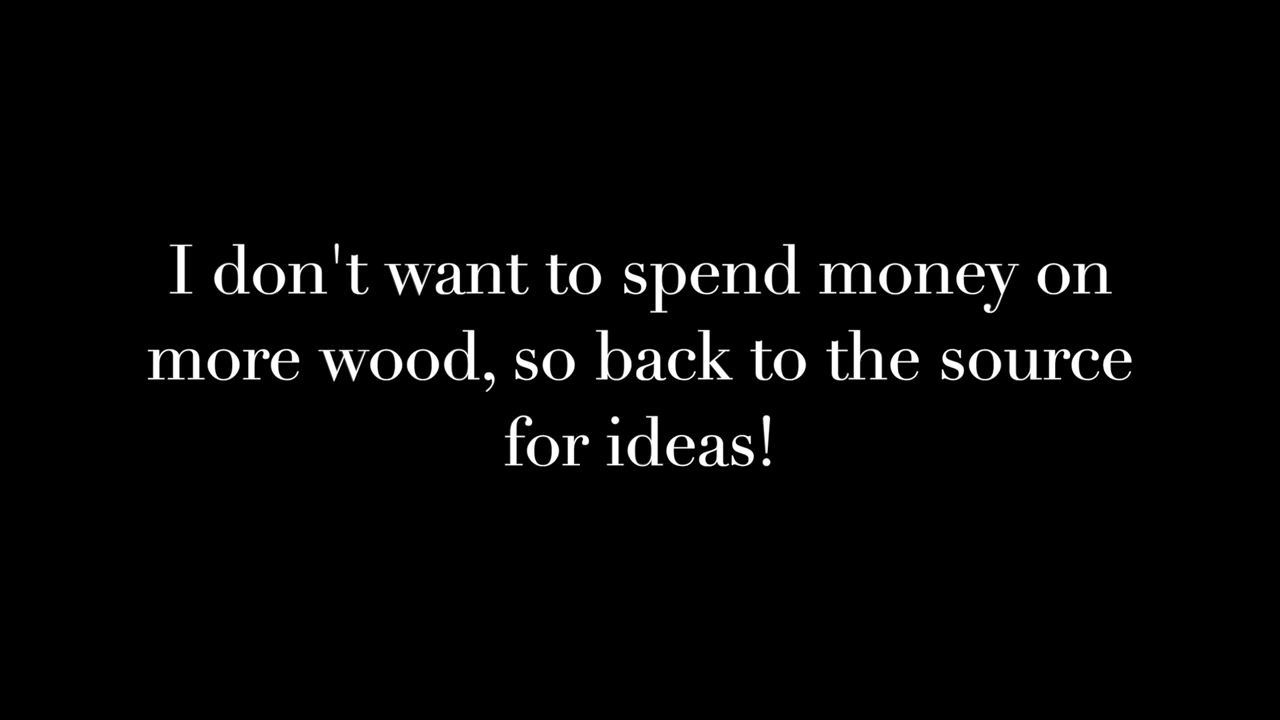 I don't want to spend money on
more wood, so back to the source
for ideas!